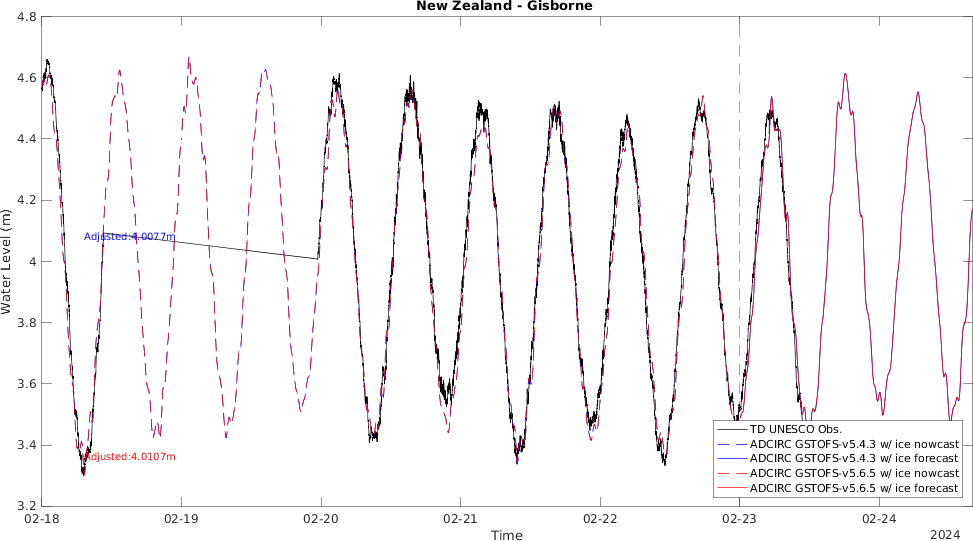 New Zealand - Gisborne
4.8
4.6
4.4
4.2
4
3.8
3.6
3.4
3.2
Water Level (m)
Adjusted:4.0077m
Adjusted:4.0107m
TD UNESCO Obs.
ADCIRC GSTOFS-v5.4.3 w/ ice nowcast
ADCIRC GSTOFS-v5.4.3 w/ ice forecast
ADCIRC GSTOFS-v5.6.5 w/ ice nowcast
ADCIRC GSTOFS-v5.6.5 w/ ice forecast
02-18 02-19 02-20 02-21 02-22 02-23 02-24
Time
2024